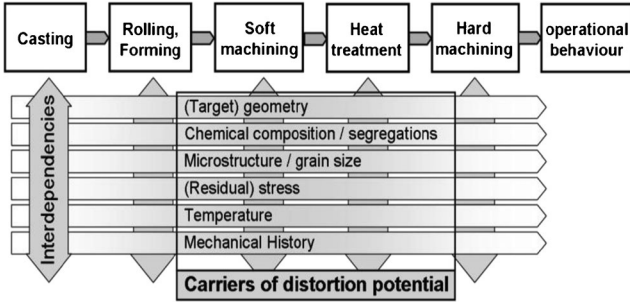 Casting
Rolling,
Forming
Soft
machining
Heat
treatment
Hard
machining
operational
behaviour
Interdependencies
(Target) geometry
Chemical composition / segregations
Microstructure / grain size
(Residual) stress
Temperature
Mechanical History
Carriers of distortion potential